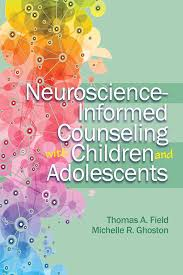 Neuroscience-
Informed
Counseling
with Children and
Adolescents
Thomas A. Field
Michelle R. Ghoston